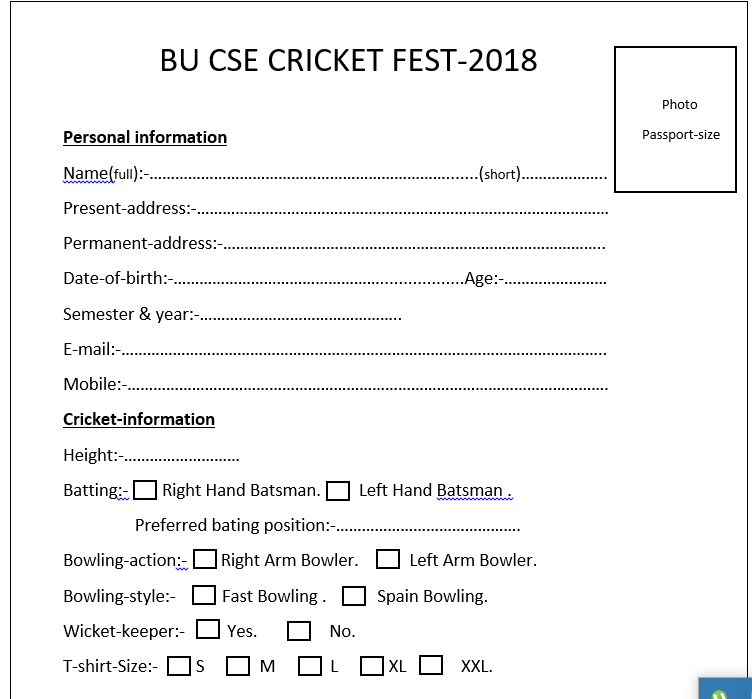 BU CSE CRICKET FEST-2018
Photo
Passport-size
Personal information
Name(full):-..............................................................................(short)....................
Present-address:-..................................................................................................
Permanent-address:-...........................................................................................
Date-of-birth:-.....................................................................Age:-........................
Semester & year:-................................................
E-mail:-...................................................................................................................
Mobile:-..................................................................................................................
Cricket-information
Height:-...........................
Batting:- Right Hand Batsman. Left Hand Batsman .
Preferred bating position:-............................................
Bowling-action:- Right Arm Bowler. Left Arm Bowler.
Bowling-style:- Fast Bowling . Spain Bowling.
Wicket-keeper:- Yes. No.
T-shirt-Size:- S M L XL XXL.